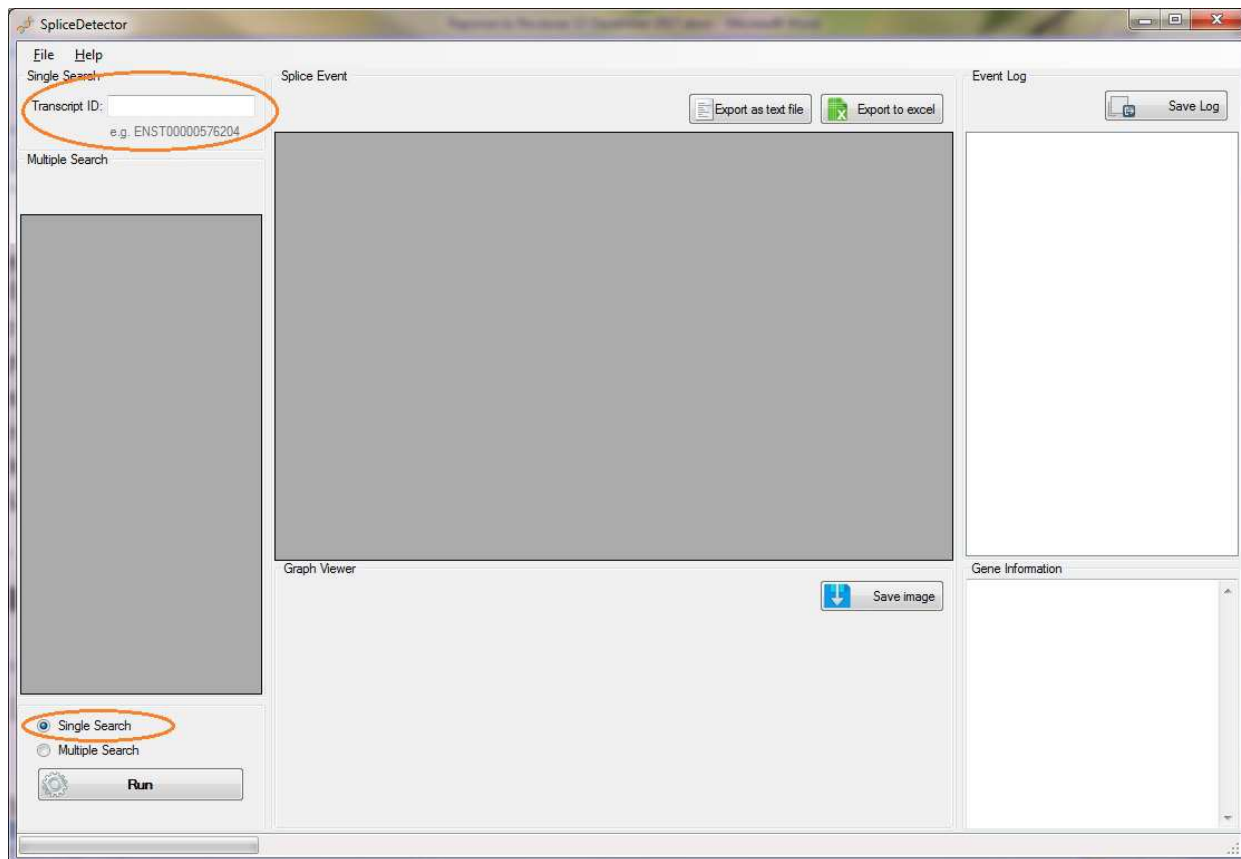 SpliceDetector
File Help
Single Search
Transcript ID:
e.g. ENST00000576204
Multiple Search
Single Search
Multiple Search
Run
Splice Event
Export as text file
Export to excel
Graph Viewer
Save image
Event Log
Save Log
Gene Information